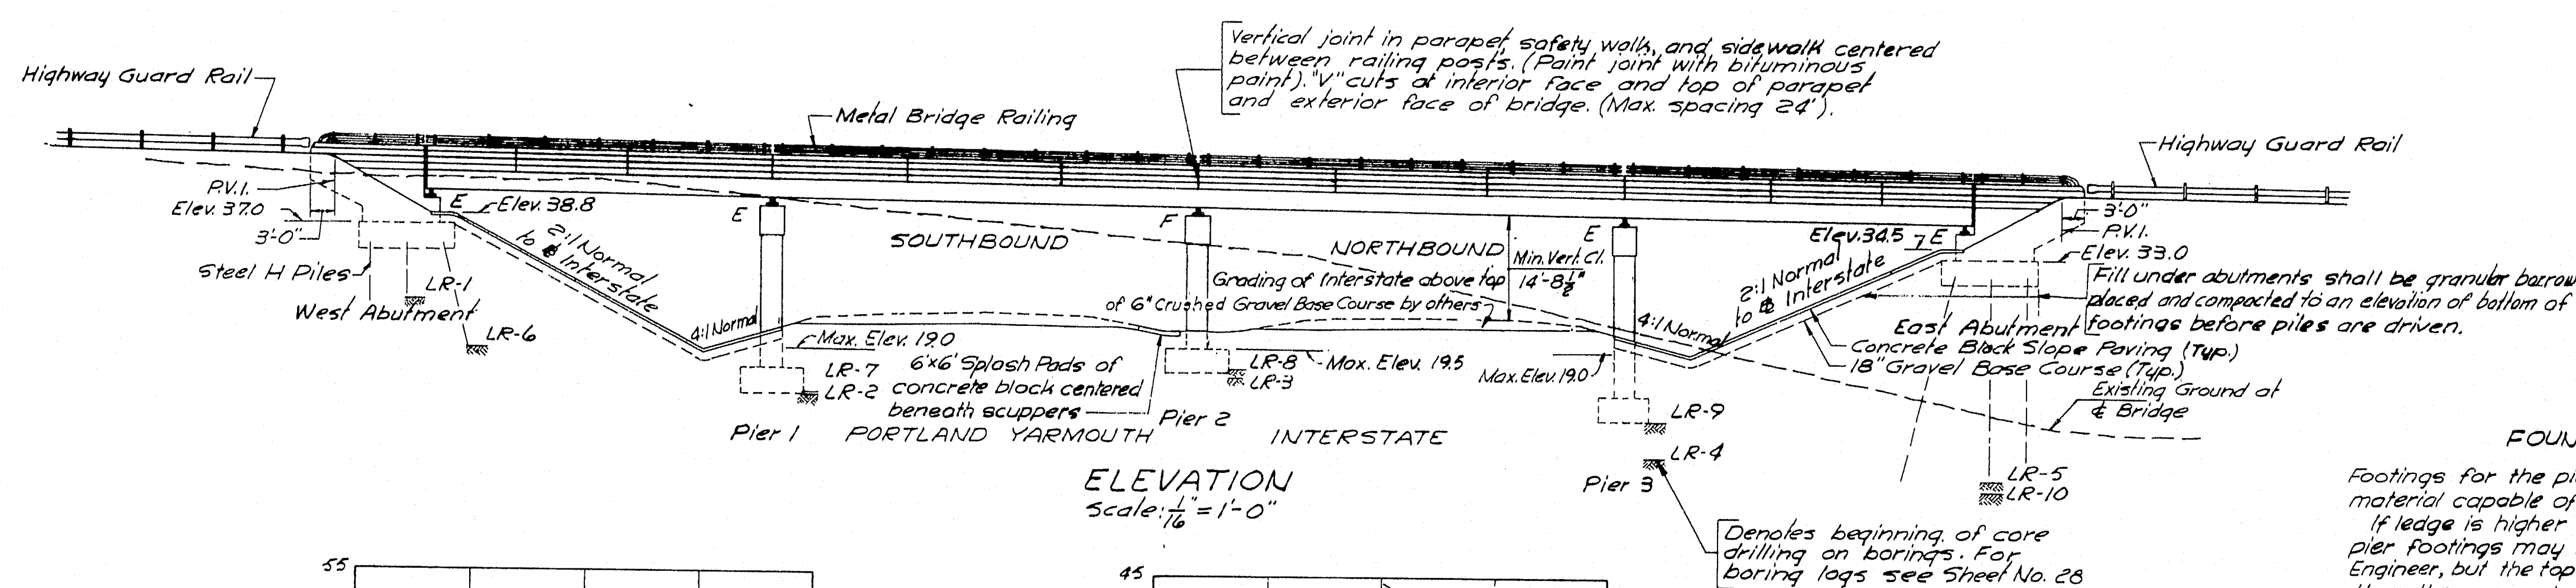 Vertical joint in parapet, safety walk, and sidewalk centered
between railing posts. (Paint joint with bituminous
paint). "V" cuts at interior face and top of parapet
and exterior face of bridge. (Max. spacing 24').
Highway Guard Rail
Metal Bridge Railing
Highway Guard Rail
P.V.I.
Elev. 37.0
3'-0"
E
Elev. 38.8
E
F
E
Elev. 34.5
E
3'-0"
P.V.I.
Elev. 33.0
2:1 Normal
to ℄ Interstate
SOUTHBOUND
NORTHBOUND
Min. Vert. Cl.
14'-8½"
2:1 Normal
to ℄ Interstate
Steel H Piles
LR-1
West Abutment
LR-6
Grading of Interstate above top
of 6" Crushed Gravel Base Course by others
Fill under abutments shall be granular borrow
placed and compacted to an elevation of bottom of
footings before piles are driven.
4:1 Normal
4:1 Normal
East Abutment
Concrete Block Slope Paving (Typ.)
18" Gravel Base Course (Typ.)
Max. Elev. 19.0
LR-7
LR-2
6'x6' Splash Pads of
concrete block centered
beneath scuppers
LR-8
LR-3
Max. Elev. 19.5
Max. Elev. 19.0
Existing Ground at
℄ Bridge
Pier 1
PORTLAND YARMOUTH INTERSTATE
Pier 2
LR-9
LR-4
Pier 3
LR-5
LR-10
ELEVATION
Scale: 1/16" = 1'-0"
Denotes beginning of core
drilling on borings. For
boring logs see Sheet No. 28
FOUN
Footings for the pi
material capable of
If ledge is higher
pier footings may
Engineer, but the top
55
45